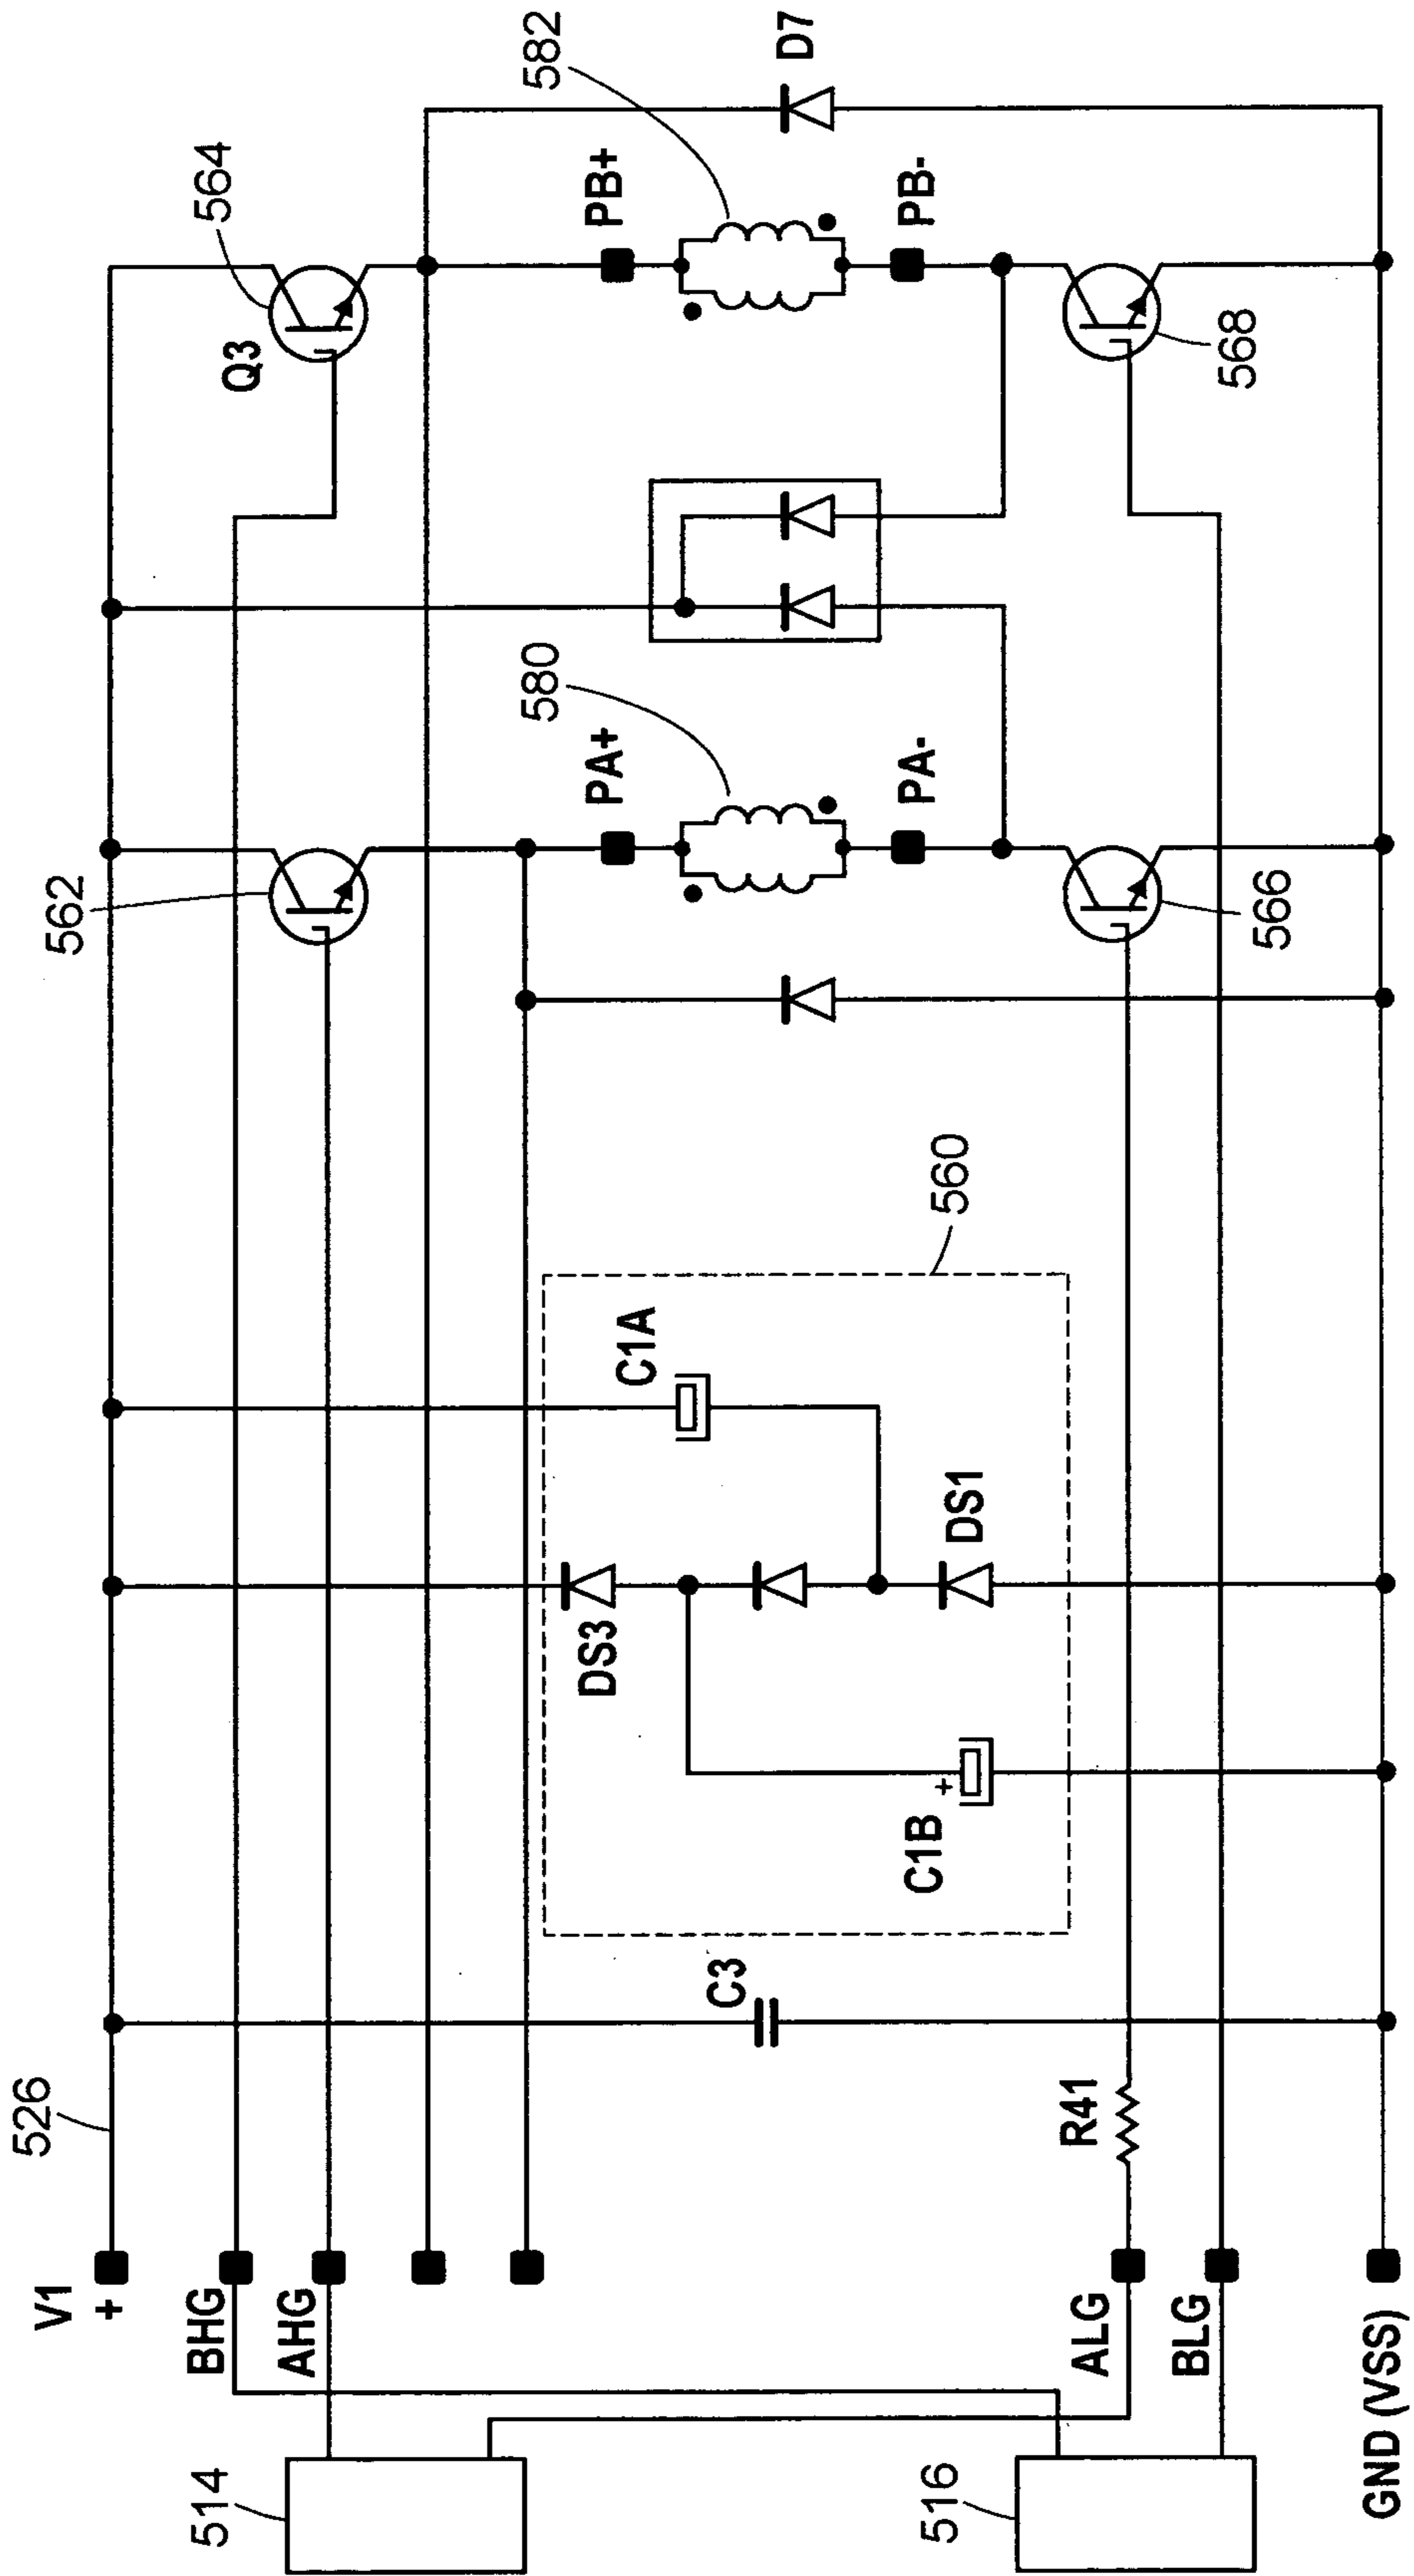 V1
+
526
BHG
AHG
514
516
ALG
BLG
GND (VSS)
R41
C3
560
C1B
+
DS3
DS1
C1A
562
564
Q3
580
582
PA+
PA-
PB+
PB-
566
568
D7